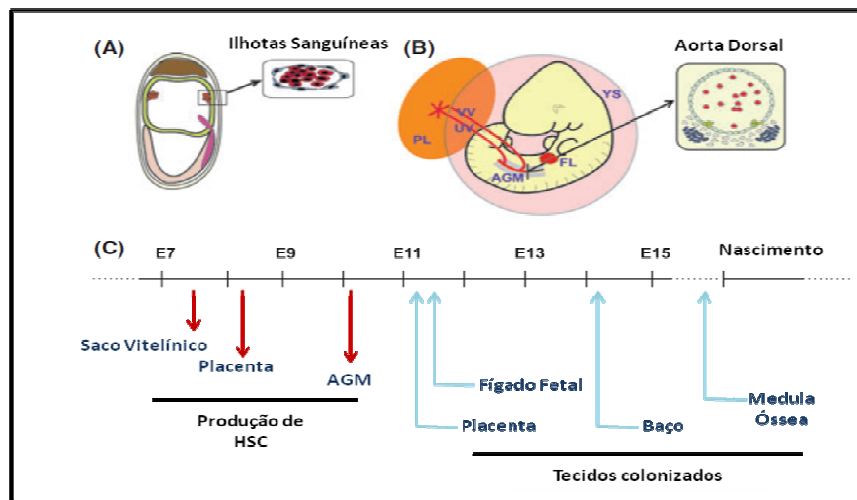 (A)
Ilhotas Sanguíneas
(B)
Aorta Dorsal
YS
VV
UV
PL
FL
AGM
(C)
E7
E9
E11
E13
E15
Nascimento
Saco Vitelínico
Placenta
AGM
Produção de
HSC
Fígado Fetal
Placenta
Baço
Medula
Óssea
Tecidos colonizados